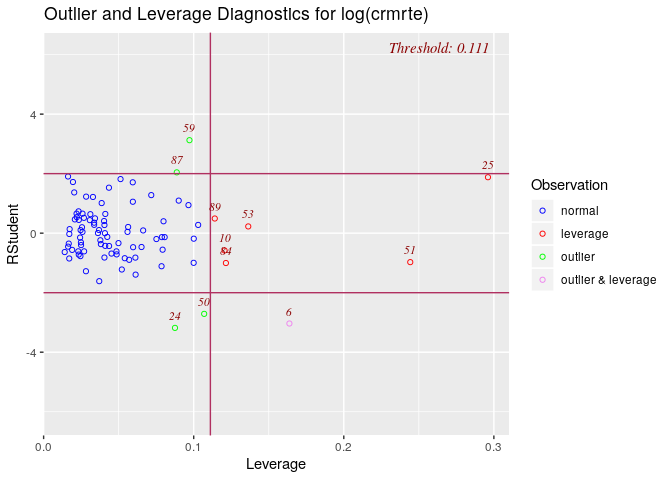 Outlier and Leverage Diagnostics for log(crmrte)
Threshold: 0.111
59
87
25
89
53
10
84
51
50
24
6
4
0
-4
RStudent
0.0
0.1
0.2
0.3
Leverage
Observation
normal
leverage
outlier
outlier & leverage